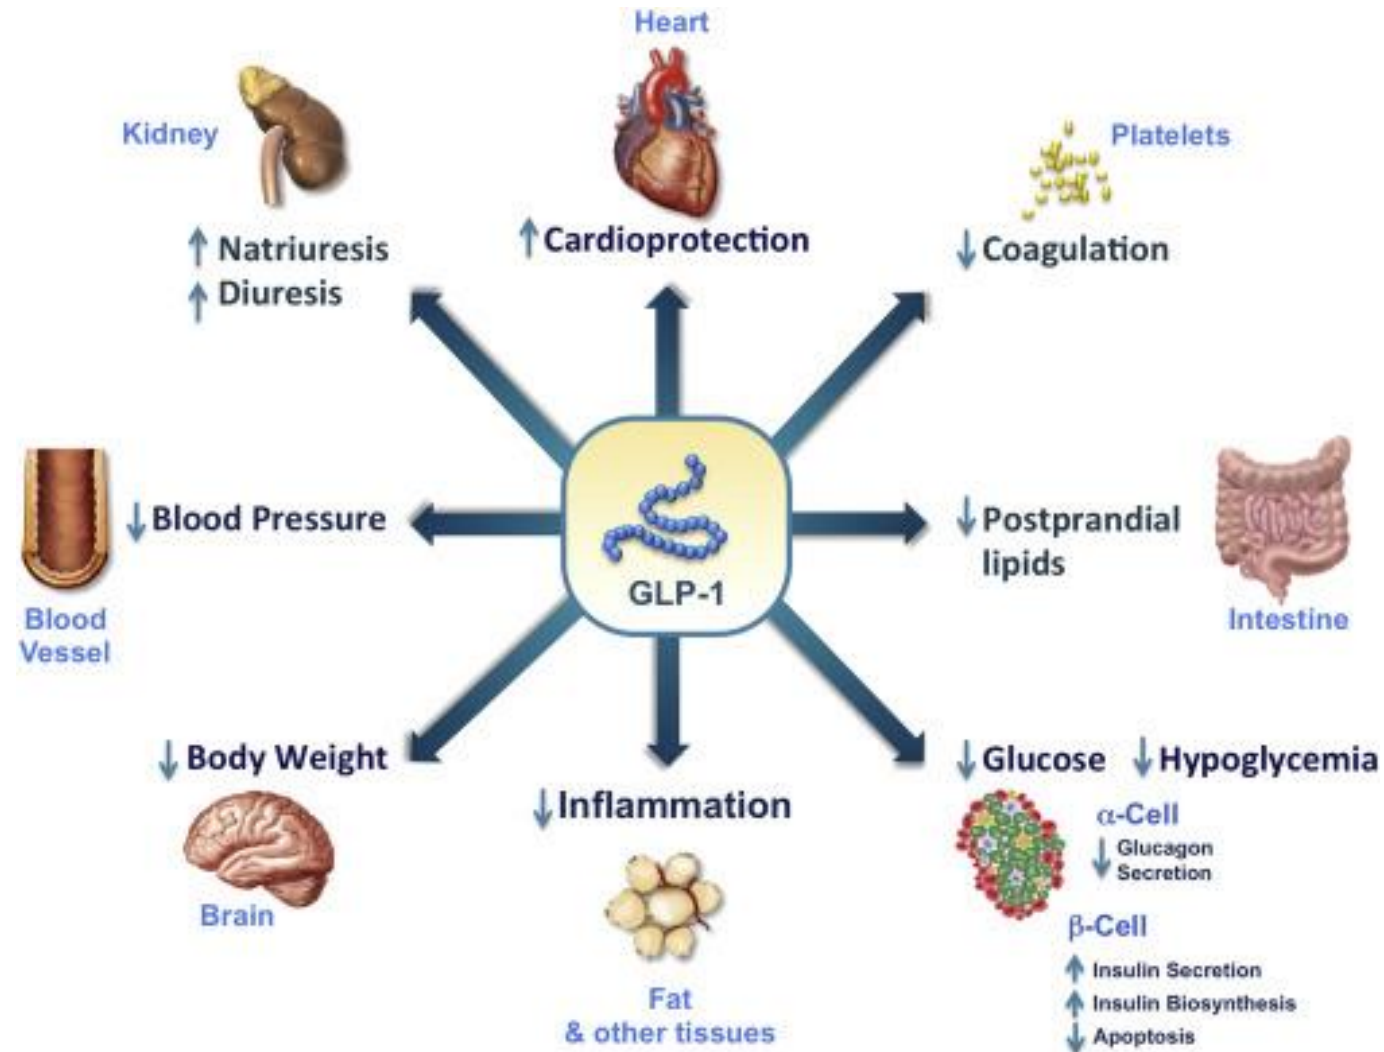 Heart
Kidney
Platelets
↑ Natriuresis
↑ Diuresis
↑ Cardioprotection
↓ Coagulation
↓ Blood Pressure
Blood
Vessel
GLP-1
↓ Postprandial
lipids
Intestine
↓ Body Weight
Brain
↓ Inflammation
Fat
& other tissues
↓ Glucose ↓ Hypoglycemia
α-Cell
↓ Glucagon
Secretion
β-Cell
↑ Insulin Secretion
↑ Insulin Biosynthesis
↓ Apoptosis